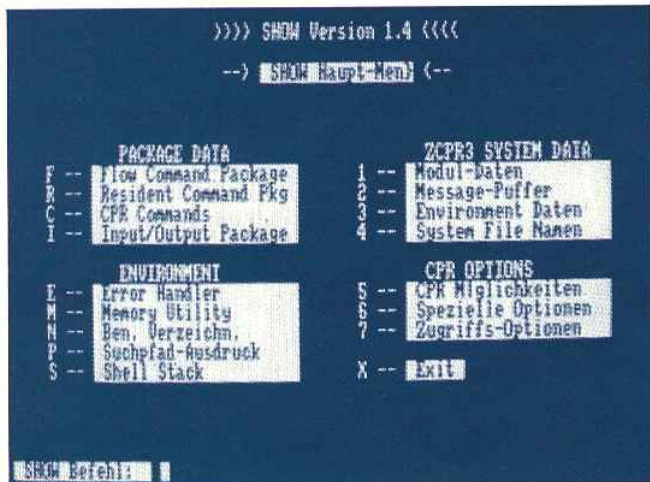 >>>> SHOW Version 1.4 <<<<
--> SHOW Haupt-Men} <--
PACKAGE DATA
F -- Flow Command Package
R -- Resident Command Pkg
C -- CPR Commands
I -- Input/Output Package
ENVIRONMENT
E -- Error Handler
M -- Memory Utility
N -- Ben. Verzeichn.
P -- Suchpfad-Ausdruck
S -- Shell Stack
ZCPR3 SYSTEM DATA
1 -- Modul-Daten
2 -- Message-Puffer
3 -- Environment Daten
4 -- System File Namen
CPR OPTIONS
5 -- CPR M|glichkeiten
6 -- Spezielle Optionen
7 -- Zugriffs-Optionen
X -- Exit
SHOW Befehl: